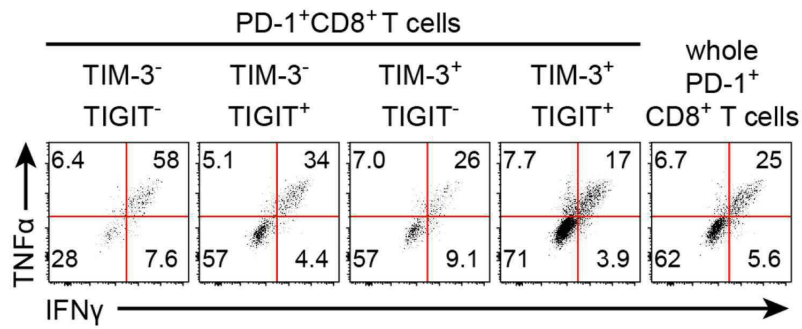 PD-1⁺CD8⁺ T cells
TIM-3⁻ TIGIT⁻
TIM-3⁻ TIGIT⁺
TIM-3⁺ TIGIT⁻
TIM-3⁺ TIGIT⁺
whole PD-1⁺ CD8⁺ T cells
TNFα
6.4 58
28 7.6
5.1 34
57 4.4
7.0 26
57 9.1
7.7 17
71 3.9
6.7 25
62 5.6
IFNγ